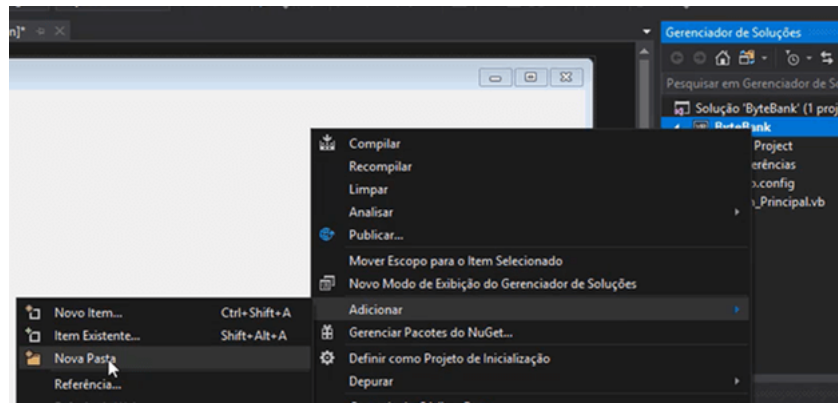 n]*
Gerenciador de Soluções
Pesquisar em Gerenciador de S
Solução 'ByteBank' (1 proj
ByteBank
Project
erências
o.config
_Principal.vb
Compilar
Recompilar
Limpar
Analisar
Publicar...
Mover Escopo para o Item Selecionado
Novo Modo de Exibição do Gerenciador de Soluções
Adicionar
Gerenciar Pacotes do NuGet...
Definir como Projeto de Inicialização
Depurar
Novo Item... Ctrl+Shift+A
Item Existente... Shift+Alt+A
Nova Pasta
Referência...